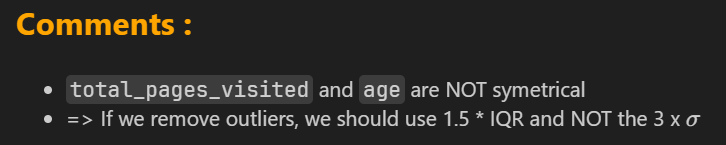 Comments :
total_pages_visited and age are NOT symetrical
=> If we remove outliers, we should use 1.5 * IQR and NOT the 3 x σ